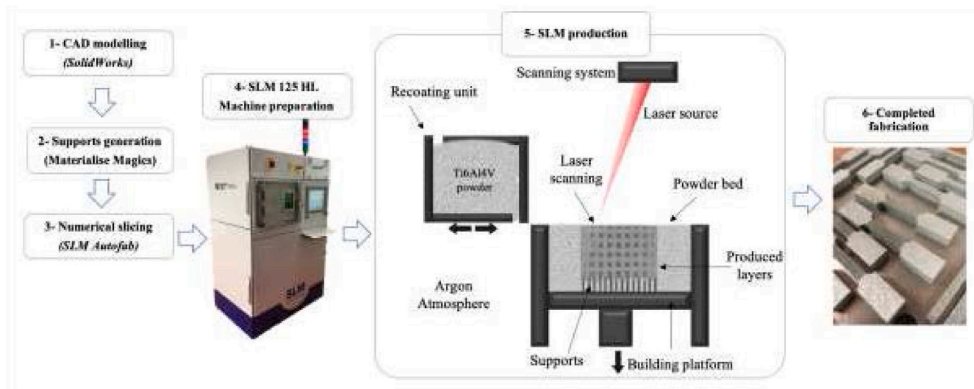 1- CAD modelling
(SolidWorks)
2- Supports generation
(Materialise Magics)
3- Numerical slicing
(SLM Autofab)
4- SLM 125 HL
Machine preparation
SLM
5- SLM production
Scanning system
Laser source
Recoating unit
Ti6Al4V
powder
Laser
scanning
Powder bed
Produced
layers
Argon
Atmosphere
Supports
Building platform
6- Completed
fabrication